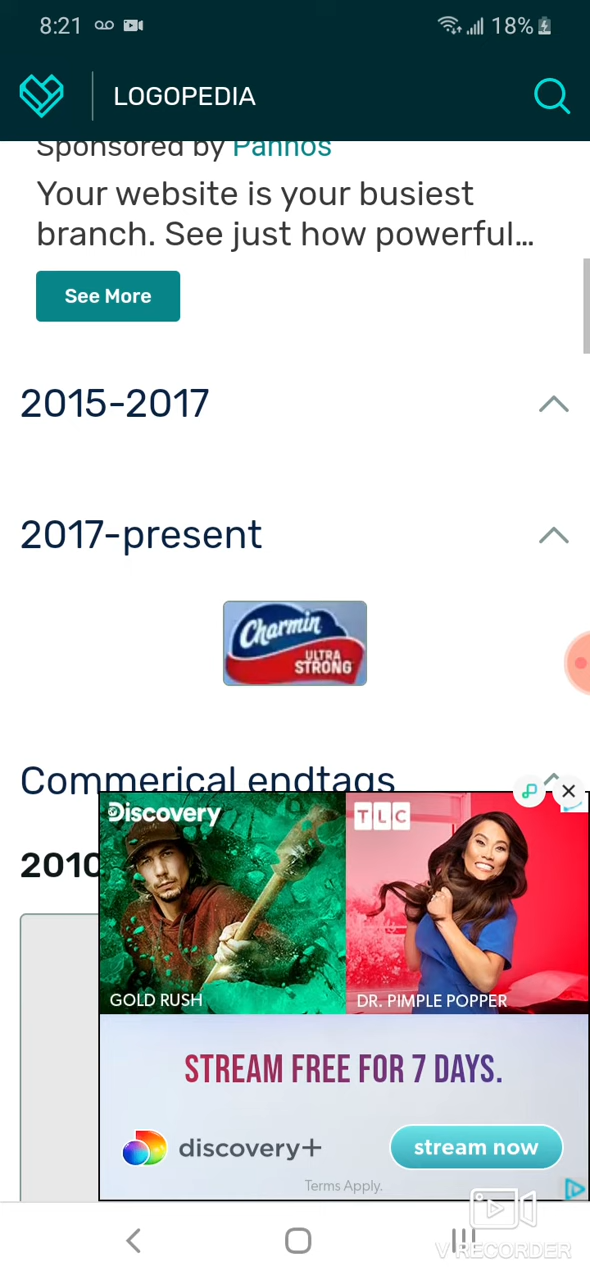 8:21
18%
LOGOPEDIA
Sponsored by Pannos
Your website is your busiest
branch. See just how powerful...
See More
2015-2017
2017-present
Charmin
ULTRA
STRONG
Commerical endtags
2010
Discovery
TLC
GOLD RUSH
DR. PIMPLE POPPER
STREAM FREE FOR 7 DAYS.
discovery+
stream now
Terms Apply.
V RECORDER